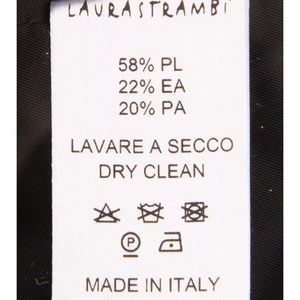 LAURASTRAMBI
58% PL
22% EA
20% PA
LAVARE A SECCO
DRY CLEAN
P
MADE IN ITALY